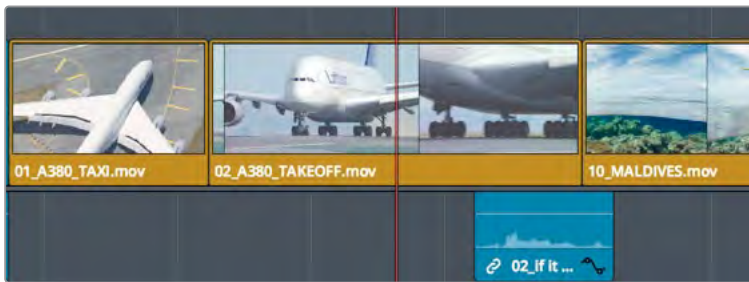 01_A380_TAXI.mov
02_A380_TAKEOFF.mov
10_MALDIVES.mov
02_if it ...